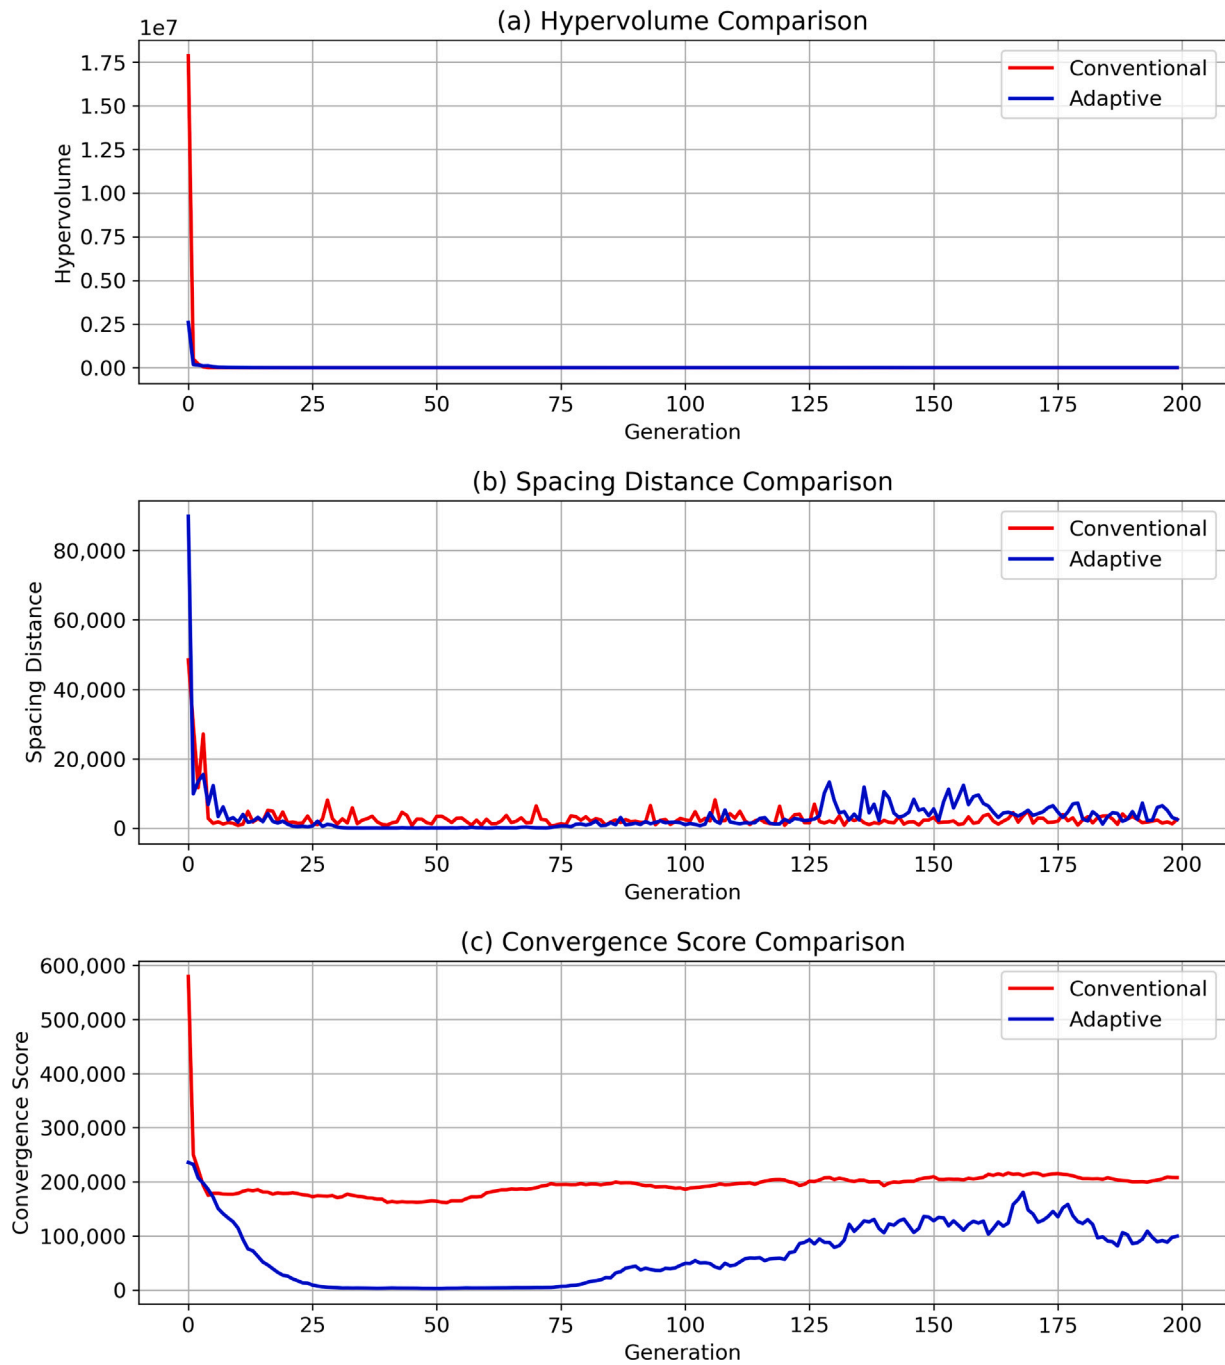 (a) Hypervolume Comparison
1e7
1.75
1.50
1.25
1.00
0.75
0.50
0.25
0.00
Hypervolume
Conventional
Adaptive
0 25 50 75 100 125 150 175 200
Generation
(b) Spacing Distance Comparison
80,000
60,000
40,000
20,000
0
Spacing Distance
Conventional
Adaptive
0 25 50 75 100 125 150 175 200
Generation
(c) Convergence Score Comparison
600,000
500,000
400,000
300,000
200,000
100,000
0
Convergence Score
Conventional
Adaptive
0 25 50 75 100 125 150 175 200
Generation